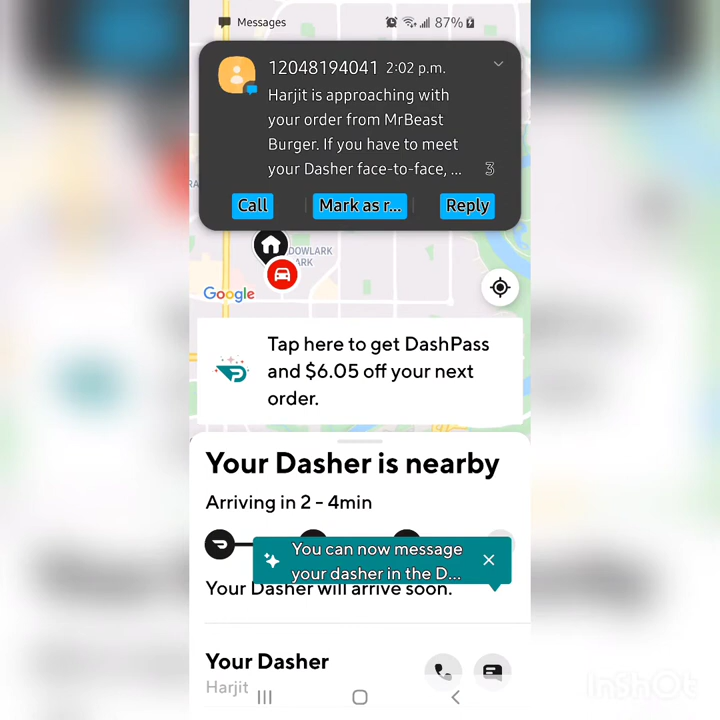 Messages
87%
12048194041 2:02 p.m.
Harjit is approaching with
your order from MrBeast
Burger. If you have to meet
your Dasher face-to-face, ...
3
Call
Mark as r...
Reply
Google
Tap here to get DashPass
and $6.05 off your next
order.
Your Dasher is nearby
Arriving in 2 - 4min
You can now message
your dasher in the D...
Your Dasher will arrive soon.
Your Dasher
Harjit
InShOt